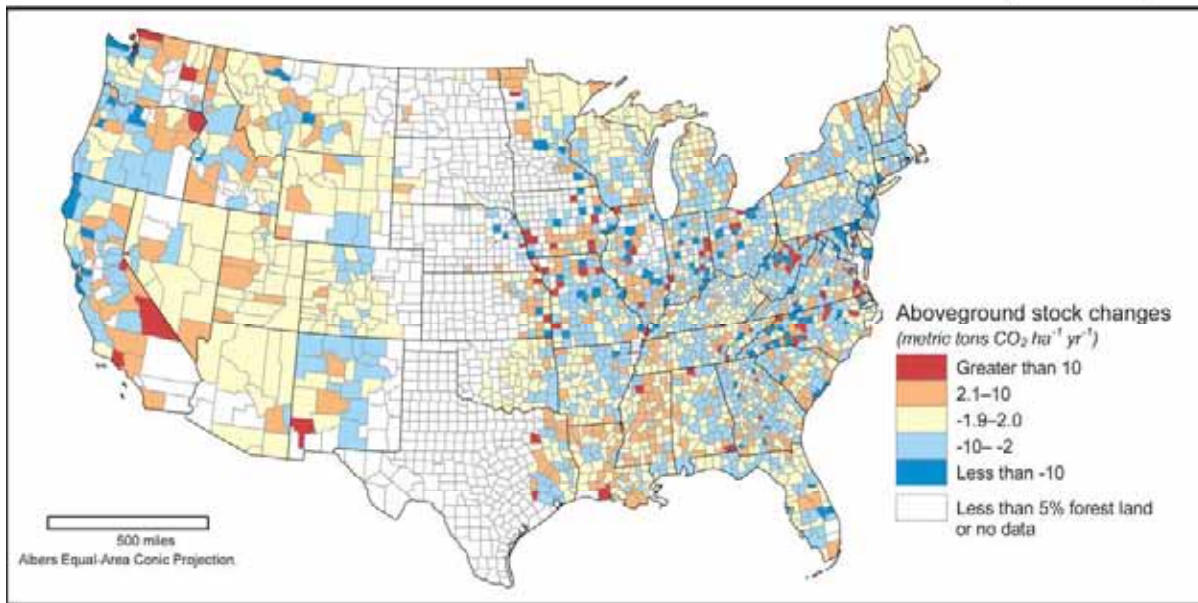 Aboveground stock changes
(metric tons CO₂ ha⁻¹ yr⁻¹)
Greater than 10
2.1–10
-1.9–2.0
-10– -2
Less than -10
Less than 5% forest land
or no data
500 miles
Albers Equal-Area Conic Projection